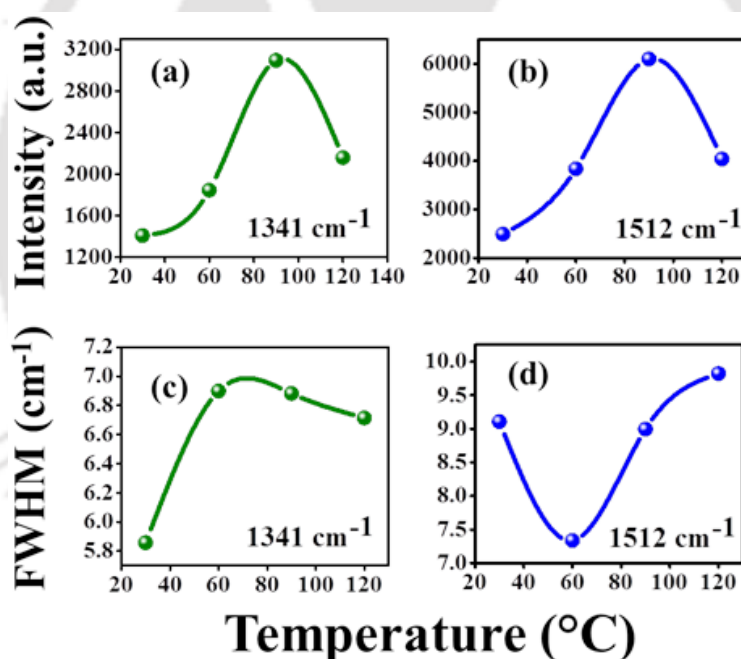 Intensity (a.u.)
3200
2800
2400
2000
1600
1200
(a)
1341 cm⁻¹
20 40 60 80 100 120 140
6000
5000
4000
3000
2000
(b)
1512 cm⁻¹
20 40 60 80 100 120
FWHM (cm⁻¹)
7.2
7.0
6.8
6.6
6.4
6.2
6.0
5.8
(c)
1341 cm⁻¹
20 40 60 80 100 120
10.0
9.5
9.0
8.5
8.0
7.5
7.0
(d)
1512 cm⁻¹
20 40 60 80 100 120
Temperature (°C)